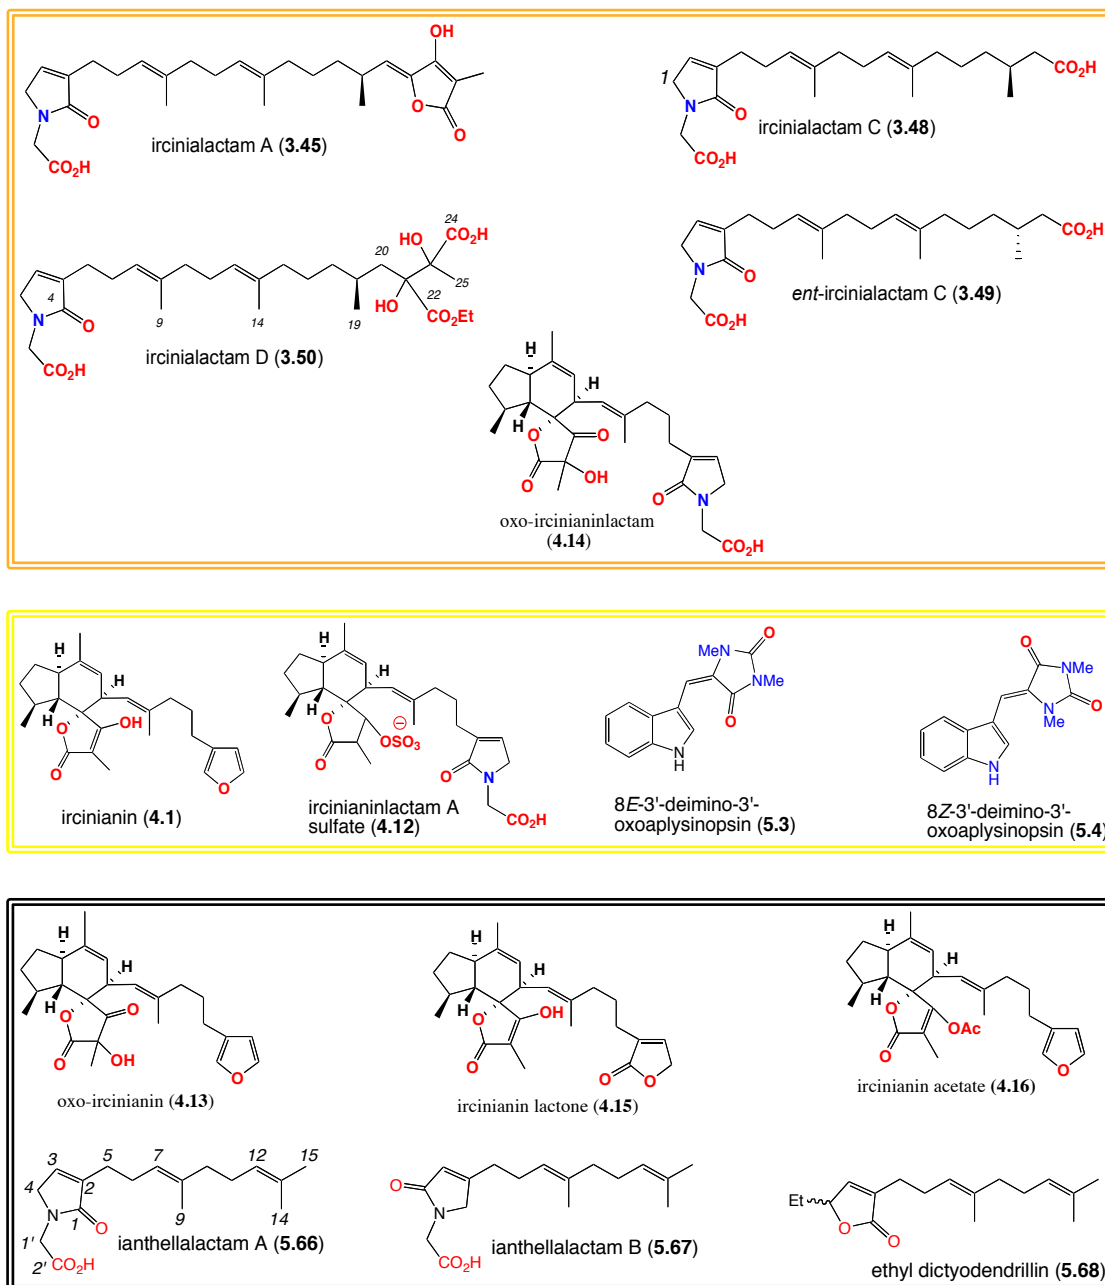 OH
N
O
O
O
CO₂H
ircinialactam A (3.45)
1
N
O
CO₂H
CO₂H
ircinialactam C (3.48)
4
N
O
CO₂H
9
14
19
20
HO
24
CO₂H
25
HO
22
CO₂Et
ircinialactam D (3.50)
N
O
CO₂H
CO₂H
ent-ircinialactam C (3.49)
H
H
H
O
O
O
OH
O
N
CO₂H
oxo-ircinianinlactam
(4.14)
H
H
H
O
OH
O
O
ircinianin (4.1)
H
H
H
O
⊖
OSO₃
O
O
N
CO₂H
ircinianinlactam A
sulfate (4.12)
O
MeN
N-Me
O
N
H
8E-3'-deimino-3'-
oxoaplysinopsin (5.3)
O
N-Me
N
O
Me
N
H
8Z-3'-deimino-3'-
oxoaplysinopsin (5.4)
H
H
H
O
O
O
OH
O
oxo-ircinianin (4.13)
H
H
H
O
OH
O
O
O
ircinianin lactone (4.15)
H
H
H
O
OAc
O
O
ircinianin acetate (4.16)
3
5
7
12
15
4
2
N
1
O
9
14
1'
2'
CO₂H
ianthellalactam A (5.66)
O
N
CO₂H
ianthellalactam B (5.67)
Et
O
O
ethyl dictyodendrillin (5.68)